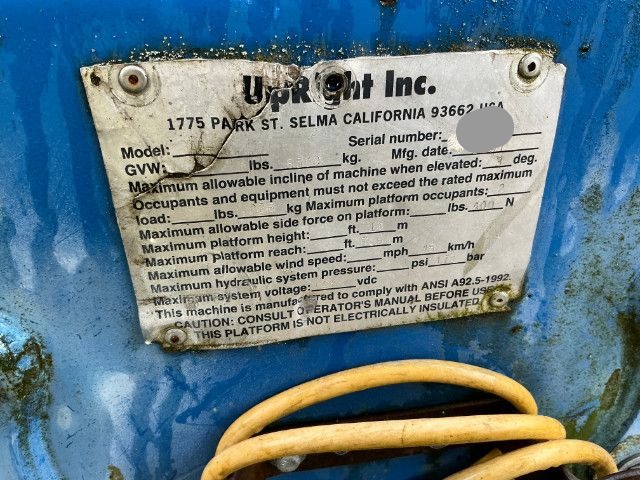 UpRight Inc.
1775 PARK ST. SELMA CALIFORNIA 93662 USA
Model: Serial number:
GVW: lbs. kg. Mfg. date
Maximum allowable incline of machine when elevated: deg.
Occupants and equipment must not exceed the rated maximum
load: lbs. kg Maximum platform occupants:
Maximum allowable side force on platform: lbs. N
Maximum platform height: ft. m
Maximum platform reach: ft. m
Maximum allowable wind speed: mph km/h
Maximum hydraulic system pressure: psi bar
Maximum system voltage: vdc
This machine is manufactured to comply with ANSI A92.5-1992.
CAUTION: CONSULT OPERATOR'S MANUAL BEFORE USE.
THIS PLATFORM IS NOT ELECTRICALLY INSULATED